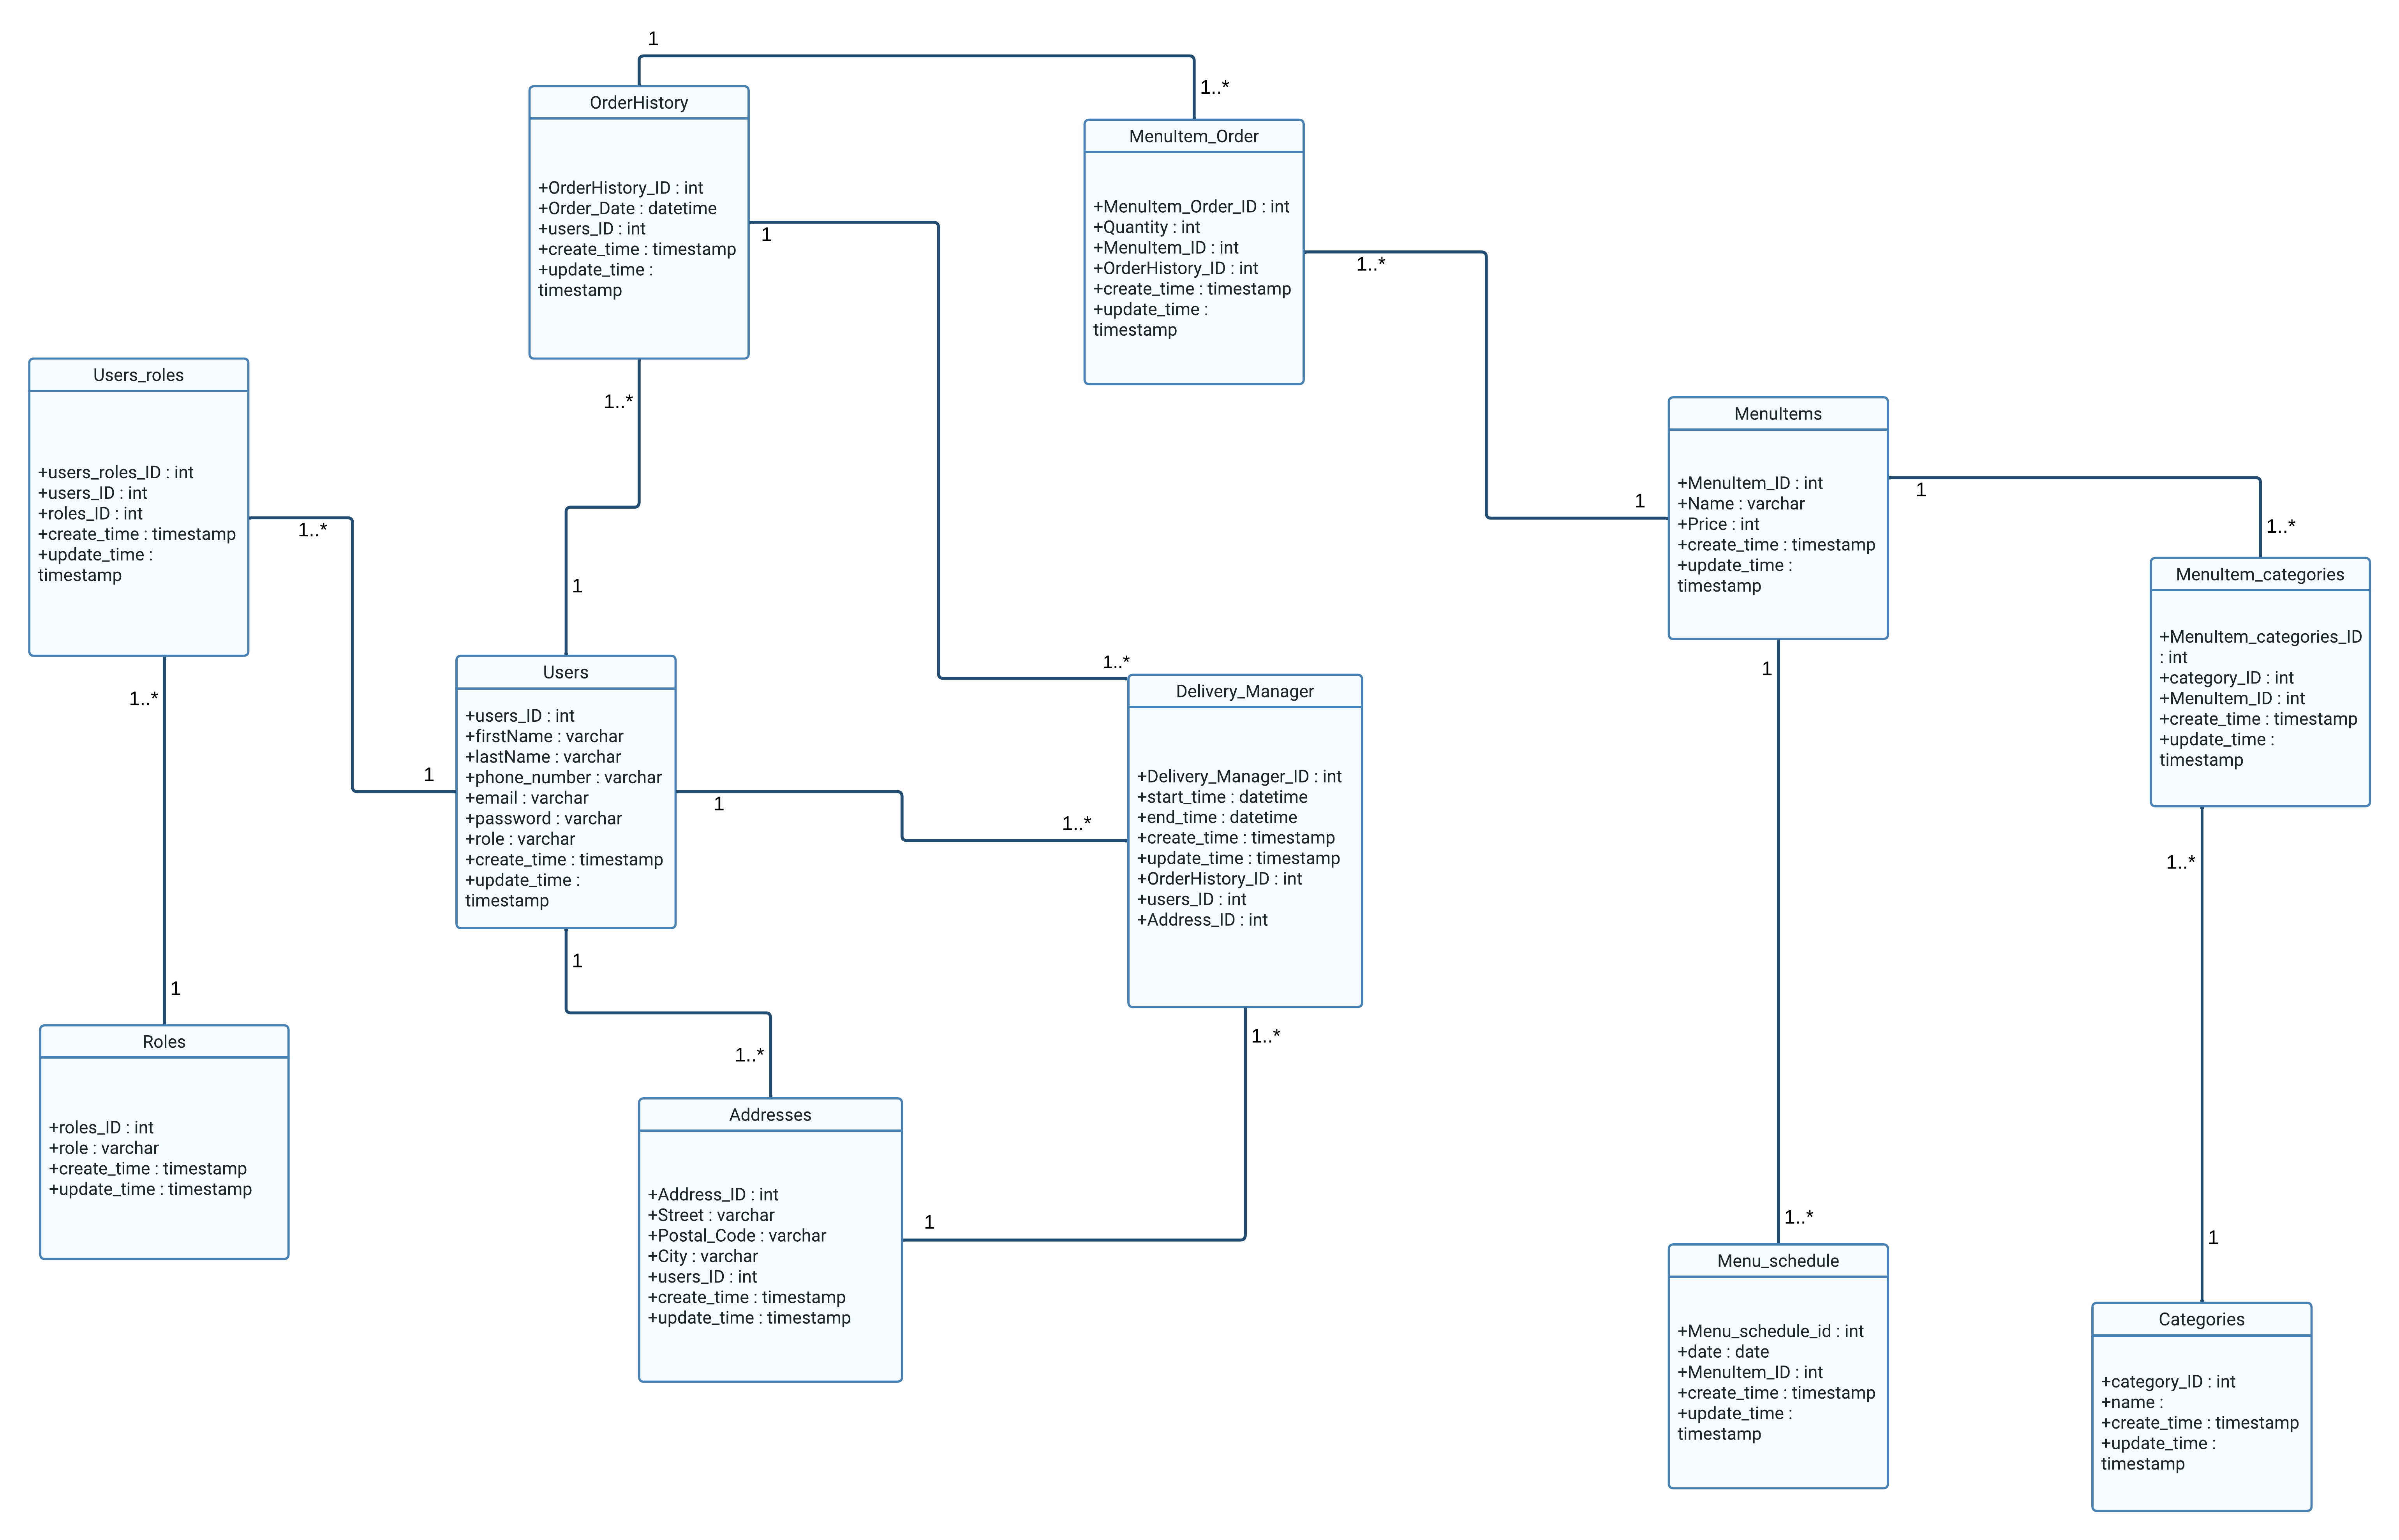 1
1..*
OrderHistory
+OrderHistory_ID : int
+Order_Date : datetime
+users_ID : int
+create_time : timestamp
+update_time :
timestamp
1
1..*
MenuItem_Order
+MenuItem_Order_ID : int
+Quantity : int
+MenuItem_ID : int
+OrderHistory_ID : int
+create_time : timestamp
+update_time :
timestamp
1..*
1
Users_roles
+users_roles_ID : int
+users_ID : int
+roles_ID : int
+create_time : timestamp
+update_time :
timestamp
1..*
1..*
1
1
MenuItems
+MenuItem_ID : int
+Name : varchar
+Price : int
+create_time : timestamp
+update_time :
timestamp
1
1..*
1
MenuItem_categories
+MenuItem_categories_ID
: int
+category_ID : int
+MenuItem_ID : int
+create_time : timestamp
+update_time :
timestamp
1..*
1
Users
+users_ID : int
+firstName : varchar
+lastName : varchar
+phone_number : varchar
+email : varchar
+password : varchar
+role : varchar
+create_time : timestamp
+update_time :
timestamp
1
1..*
1
1..*
1..*
Delivery_Manager
+Delivery_Manager_ID : int
+start_time : datetime
+end_time : datetime
+create_time : timestamp
+update_time : timestamp
+OrderHistory_ID : int
+users_ID : int
+Address_ID : int
1..*
1
Roles
+roles_ID : int
+role : varchar
+create_time : timestamp
+update_time : timestamp
Addresses
+Address_ID : int
+Street : varchar
+Postal_Code : varchar
+City : varchar
+users_ID : int
+create_time : timestamp
+update_time : timestamp
1..*
Menu_schedule
+Menu_schedule_id : int
+date : date
+MenuItem_ID : int
+create_time : timestamp
+update_time :
timestamp
Categories
+category_ID : int
+name :
+create_time : timestamp
+update_time :
timestamp